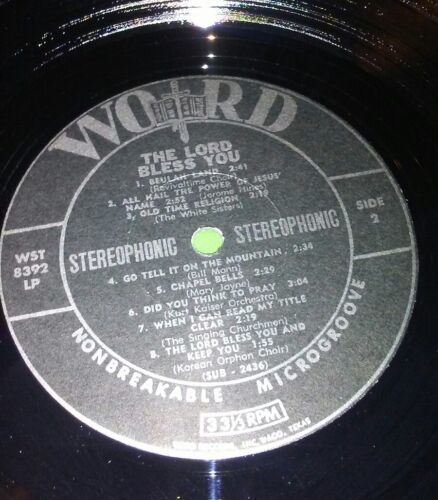 WORD
THE LORD
BLESS YOU
1. BEULAH LAND 2:41
(Revivaltime Choir)
2. ALL HAIL THE POWER OF JESUS'
NAME 2:52 (Jerome Hines)
3. OLD TIME RELIGION 2:19
(The White Sisters)
WST
8392
LP
STEREOPHONIC
STEREOPHONIC
SIDE
2
4. GO TELL IT ON THE MOUNTAIN 2:34
(Bill Mann)
5. CHAPEL BELLS 2:29
(Mary Jayne)
6. DID YOU THINK TO PRAY 3:04
(Kurt Kaiser Orchestra)
7. WHEN I CAN READ MY TITLE
CLEAR 2:19
(The Singing Churchmen)
8. THE LORD BLESS YOU AND
KEEP YOU 1:55
(Korean Orphan Choir)
(SUB - 2436)
NONBREAKABLE MICROGROOVE
33⅓ RPM
INC. WACO, TEXAS